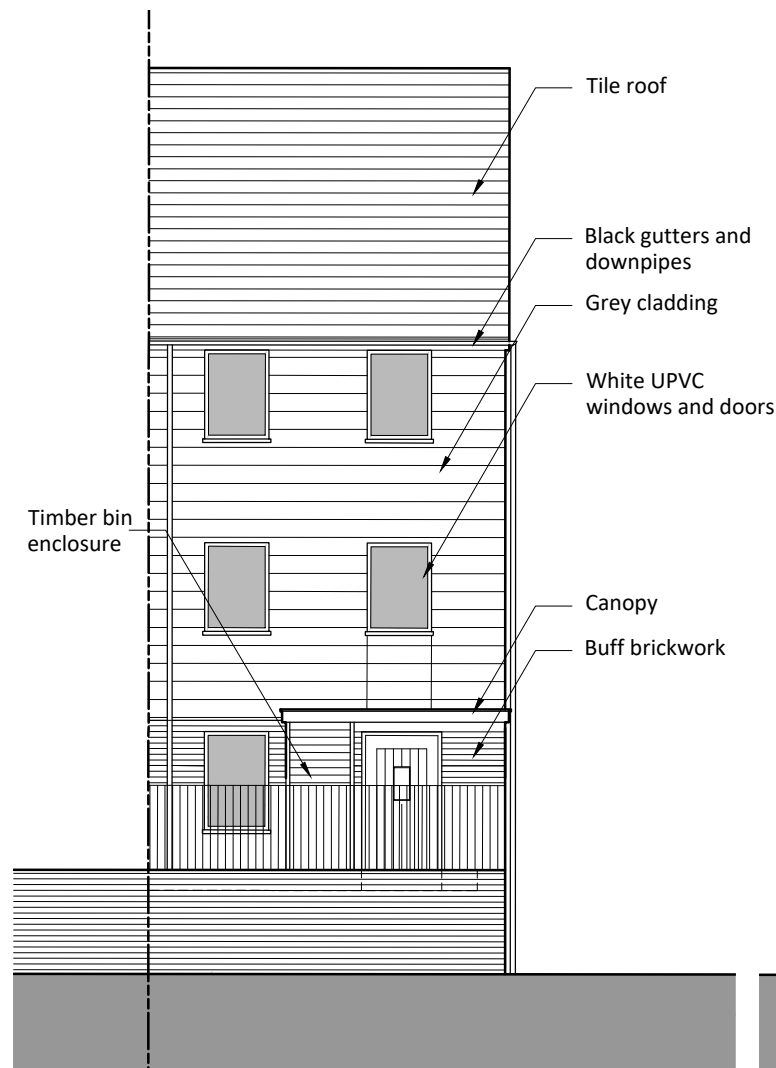 Tile roof
Black gutters and
downpipes
Grey cladding
White UPVC
windows and doors
Timber bin
enclosure
Canopy
Buff brickwork